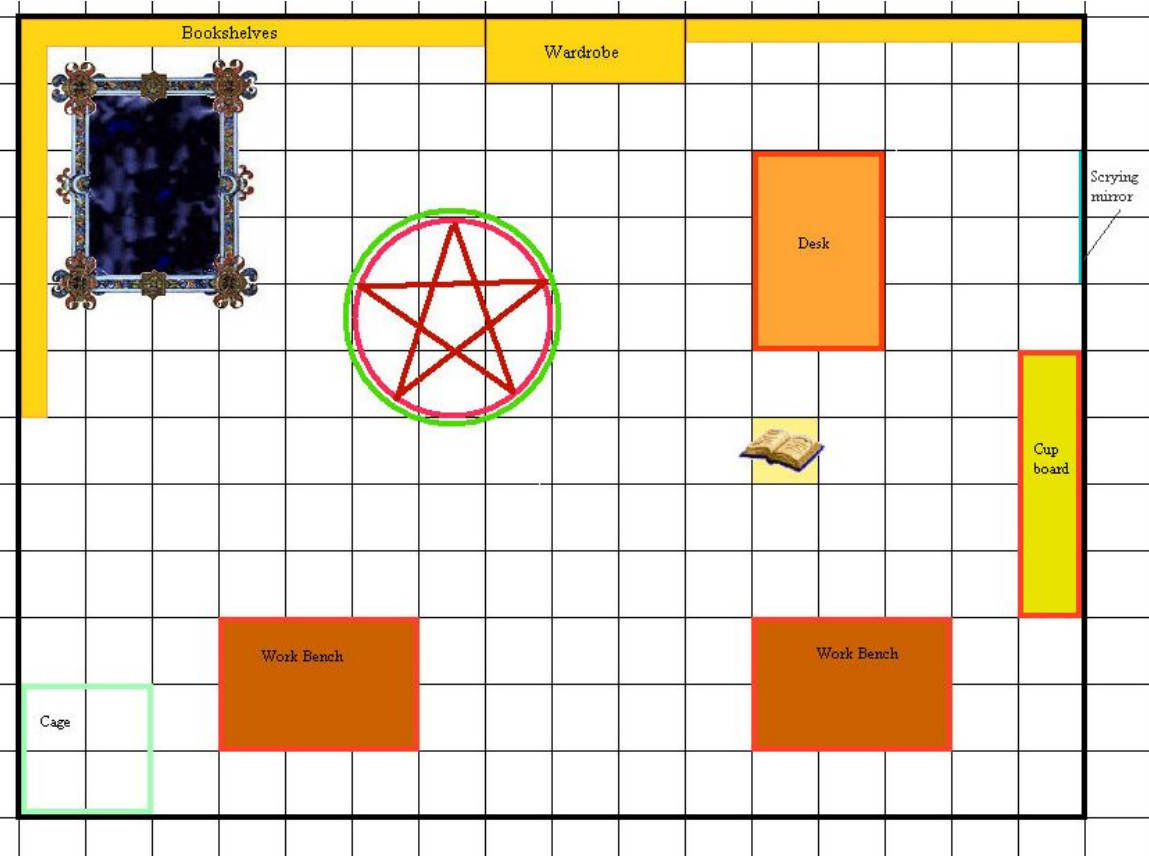 Bookshelves
Wardrobe
Scrying
mirror
Desk
Cup
board
Work Bench
Work Bench
Cage